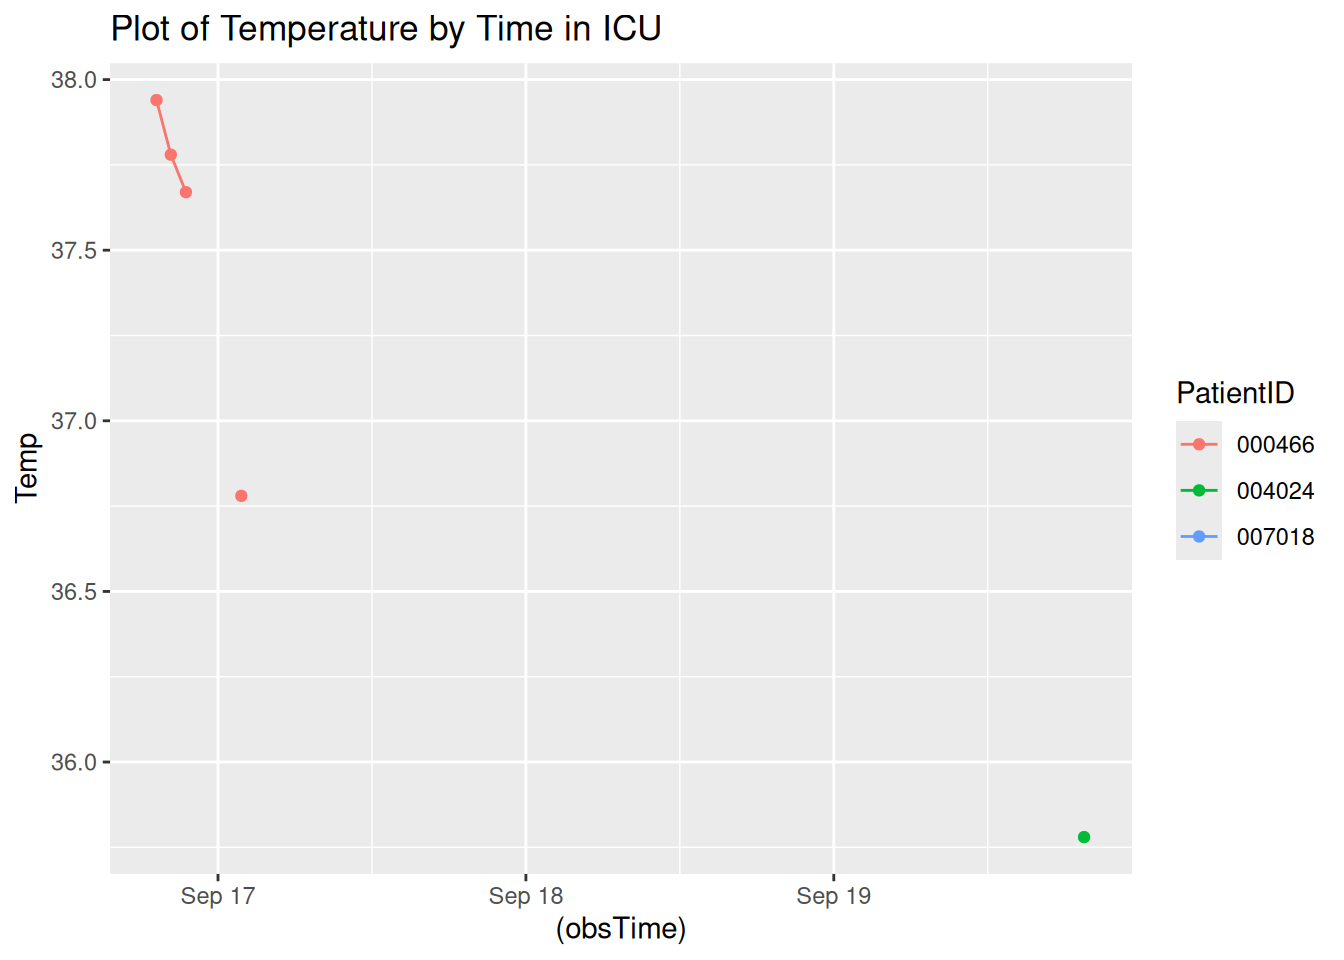 Plot of Temperature by Time in ICU
38.0
37.5
37.0
36.5
36.0
Temp
Sep 17
Sep 18
Sep 19
(obsTime)
PatientID
000466
004024
007018